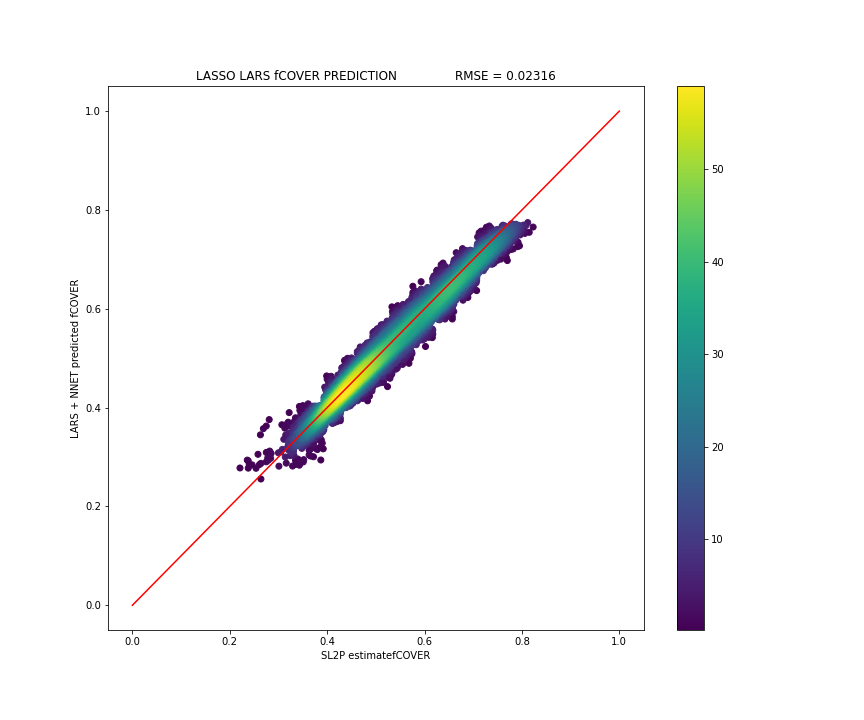 LASSO LARS fCOVER PREDICTION RMSE = 0.02316
1.0
0.8
0.6
0.4
0.2
0.0
LARS + NNET predicted fCOVER
0.0 0.2 0.4 0.6 0.8 1.0
SL2P estimatefCOVER
50
40
30
20
10